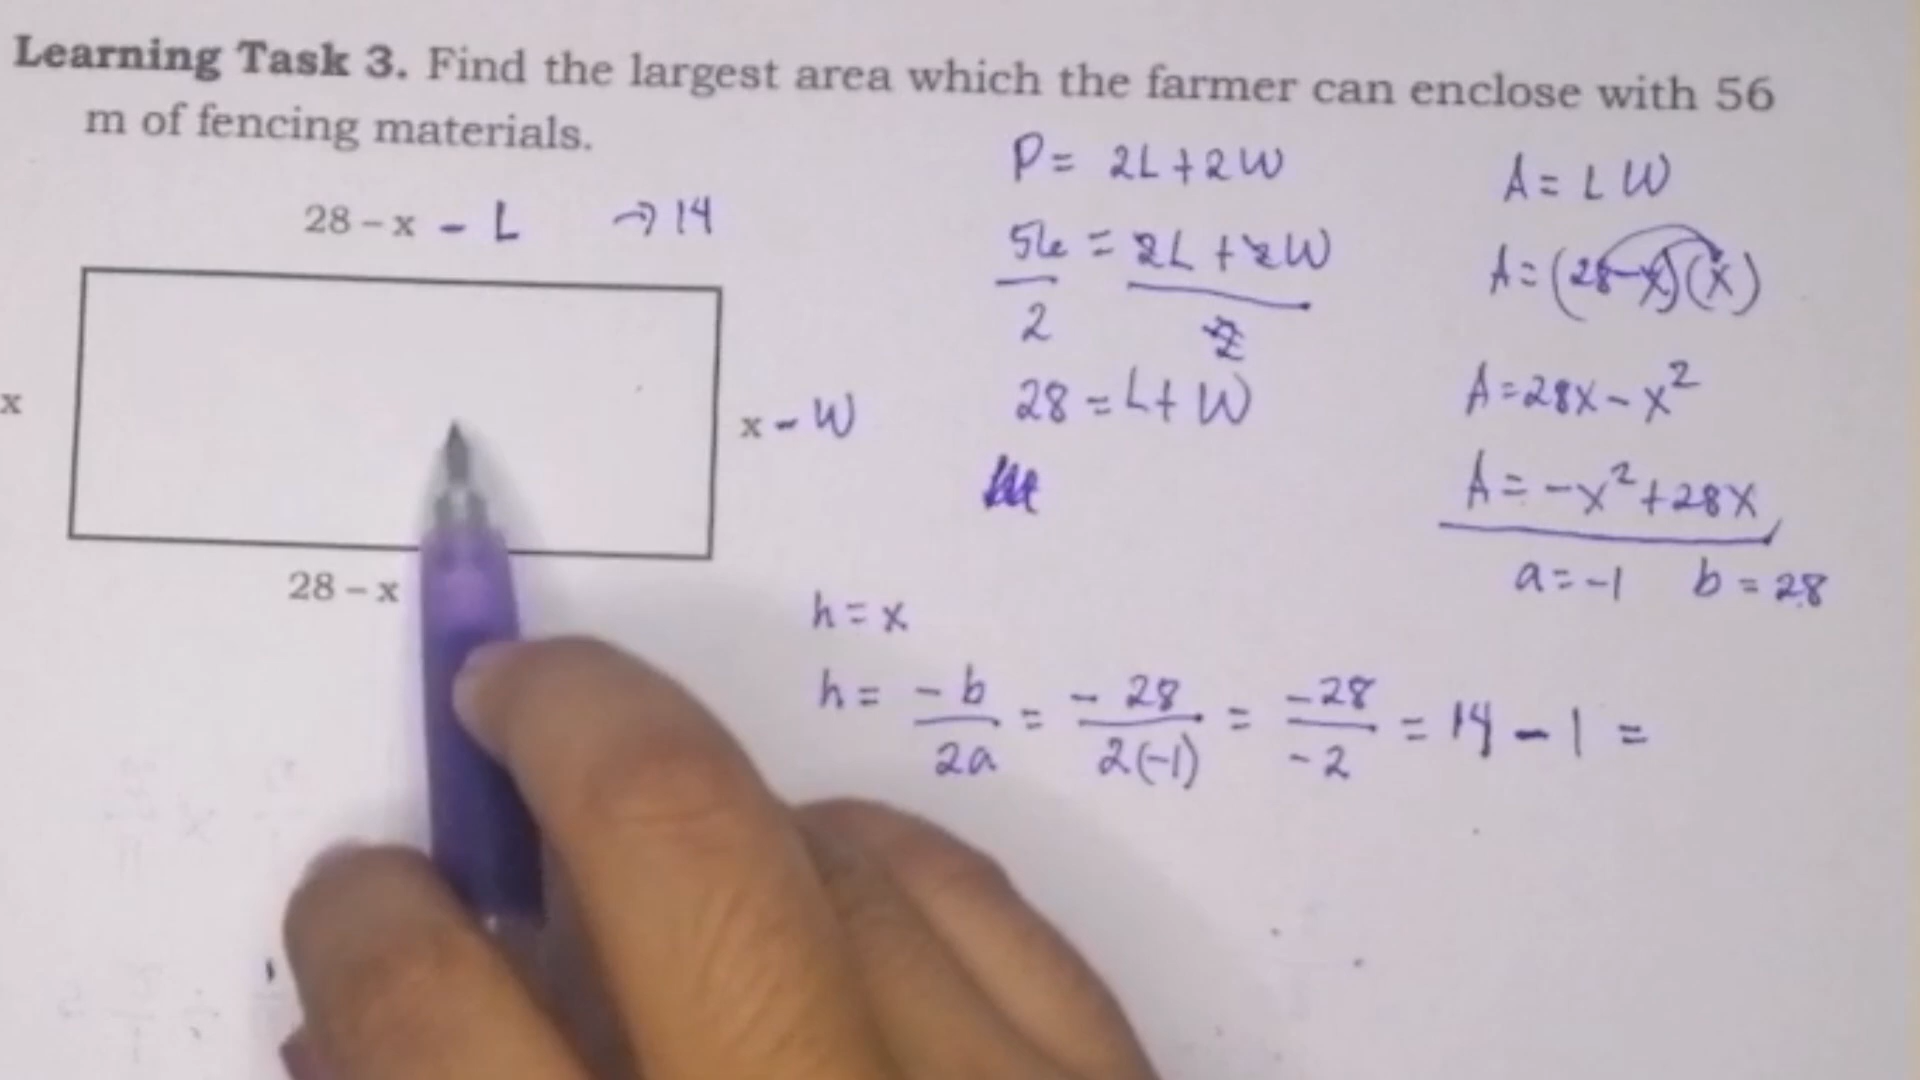 Learning Task 3. Find the largest area which the farmer can enclose with 56
m of fencing materials.
28 – x - L → 14
x
x - W
28 – x
P = 2L + 2W
56 = 2L + 2W
2 2
28 = L + W
A = L W
A = (28-x)(x)
A = 28x - x²
A = -x² + 28x
a = -1 b = 28
h = x
h = -b = - 28 = -28 = 14 - 1 =
2a 2(-1) -2